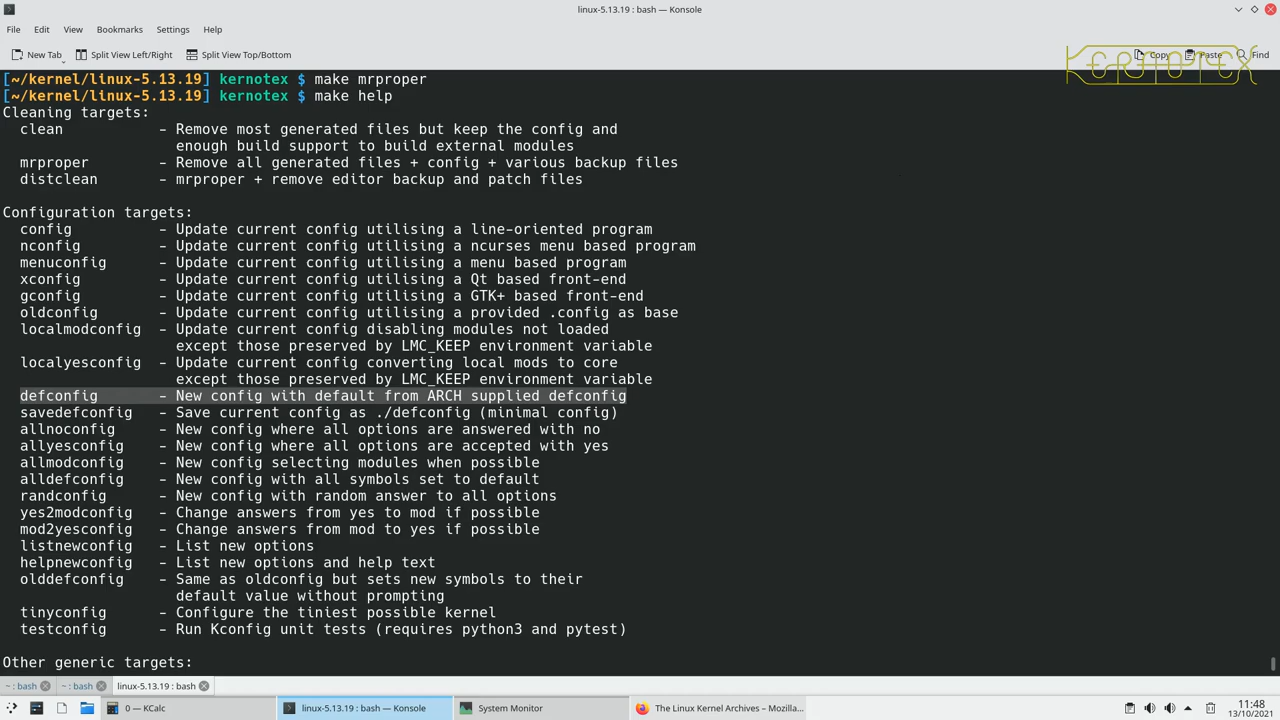 linux-5.13.19 : bash — Konsole
File Edit View Bookmarks Settings Help
New Tab Split View Left/Right Split View Top/Bottom Copy Paste Find
KERNOTEX
[~/kernel/linux-5.13.19] kernotex $ make mrproper
[~/kernel/linux-5.13.19] kernotex $ make help
Cleaning targets:
clean - Remove most generated files but keep the config and
enough build support to build external modules
mrproper - Remove all generated files + config + various backup files
distclean - mrproper + remove editor backup and patch files
Configuration targets:
config - Update current config utilising a line-oriented program
nconfig - Update current config utilising a ncurses menu based program
menuconfig - Update current config utilising a menu based program
xconfig - Update current config utilising a Qt based front-end
gconfig - Update current config utilising a GTK+ based front-end
oldconfig - Update current config utilising a provided .config as base
localmodconfig - Update current config disabling modules not loaded
except those preserved by LMC_KEEP environment variable
localyesconfig - Update current config converting local mods to core
except those preserved by LMC_KEEP environment variable
defconfig - New config with default from ARCH supplied defconfig
savedefconfig - Save current config as ./defconfig (minimal config)
allnoconfig - New config where all options are answered with no
allyesconfig - New config where all options are accepted with yes
allmodconfig - New config selecting modules when possible
alldefconfig - New config with all symbols set to default
randconfig - New config with random answer to all options
yes2modconfig - Change answers from yes to mod if possible
mod2yesconfig - Change answers from mod to yes if possible
listnewconfig - List new options
helpnewconfig - List new options and help text
olddefconfig - Same as oldconfig but sets new symbols to their
default value without prompting
tinyconfig - Configure the tiniest possible kernel
testconfig - Run Kconfig unit tests (requires python3 and pytest)
Other generic targets:
~ : bash ~ : bash linux-5.13.19 : bash
0 — KCalc linux-5.13.19 : bash — Konsole System Monitor The Linux Kernel Archives – Mozilla... 11:48
13/10/2021